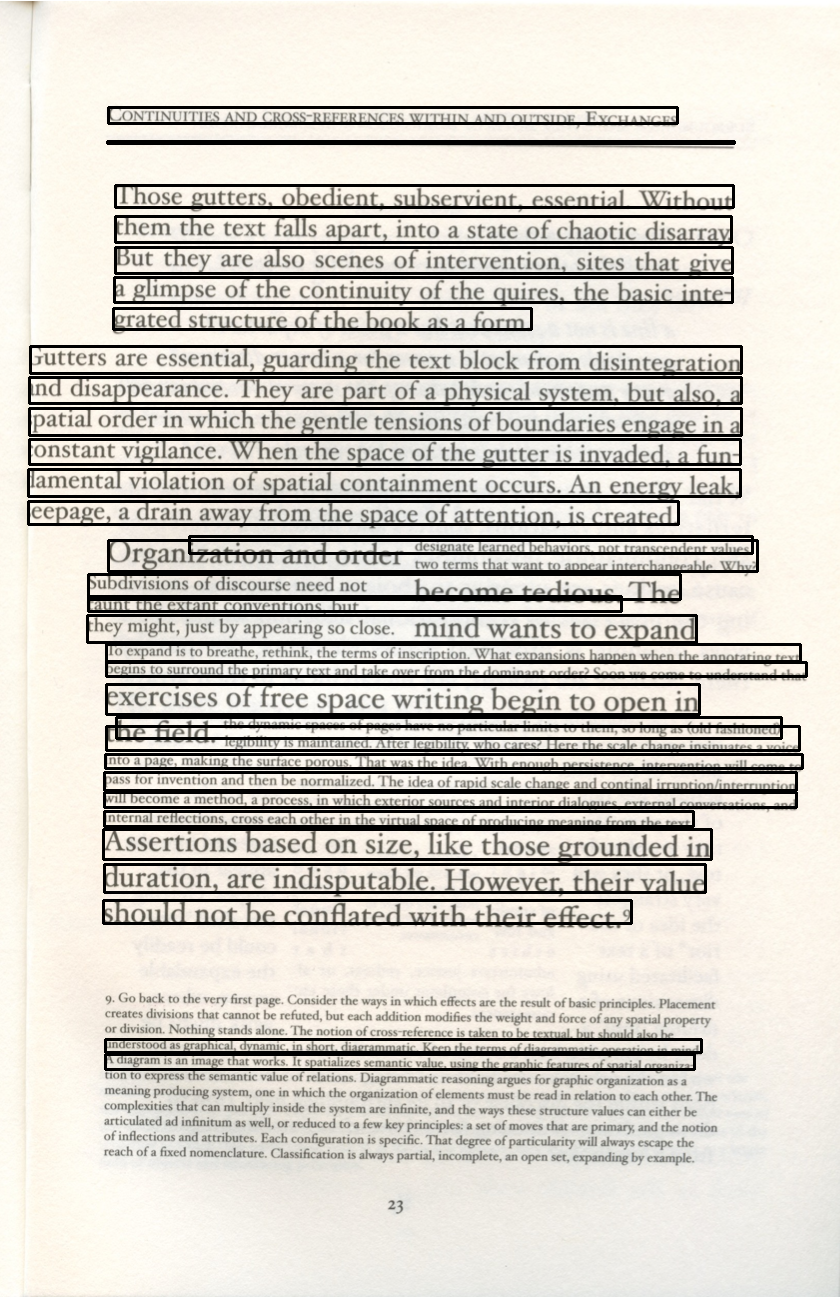 CONTINUITIES AND CROSS-REFERENCES WITHIN AND OUTSIDE, EXCHANGES
Those gutters, obedient, subservient, essential. Without
them the text falls apart, into a state of chaotic disarray.
But they are also scenes of intervention, sites that give
a glimpse of the continuity of the quires, the basic inte-
grated structure of the book as a form.
Gutters are essential, guarding the text block from disintegration
and disappearance. They are part of a physical system, but also, a
spatial order in which the gentle tensions of boundaries engage in a
constant vigilance. When the space of the gutter is invaded, a fun-
damental violation of spatial containment occurs. An energy leak,
seepage, a drain away from the space of attention, is created.
Organization and order
designate learned behaviors, not transcendent values,
two terms that want to appear interchangeable. Why?
Subdivisions of discourse need not
taunt the extant conventions, but
they might, just by appearing so close.
become tedious. The
mind wants to expand
To expand is to breathe, rethink, the terms of inscription. What expansions happen when the annotating text
begins to surround the primary text and take over from the dominant order? Soon we come to understand that
exercises of free space writing begin to open in
the field.
the dynamic spaces of pages have no particular limits to them, so long as (old fashioned)
legibility is maintained. After legibility, who cares? Here the scale change insinuates a voice
into a page, making the surface porous. That was the idea. With enough persistence, intervention will come to
pass for invention and then be normalized. The idea of rapid scale change and continal irruption/interruption
will become a method, a process, in which exterior sources and interior dialogues, external conversations, and
internal reflections, cross each other in the virtual space of producing meaning from the text.
Assertions based on size, like those grounded in
duration, are indisputable. However, their value
should not be conflated with their effect.9
9. Go back to the very first page. Consider the ways in which effects are the result of basic principles. Placement
creates divisions that cannot be refuted, but each addition modifies the weight and force of any spatial property
or division. Nothing stands alone. The notion of cross-reference is taken to be textual, but should also be
understood as graphical, dynamic, in short, diagrammatic. Keep the terms of diagrammatic operation in mind.
A diagram is an image that works. It spatializes semantic value, using the graphic features of spatial organiza-
tion to express the semantic value of relations. Diagrammatic reasoning argues for graphic organization as a
meaning producing system, one in which the organization of elements must be read in relation to each other. The
complexities that can multiply inside the system are infinite, and the ways these structure values can either be
articulated ad infinitum as well, or reduced to a few key principles: a set of moves that are primary, and the notion
of inflections and attributes. Each configuration is specific. That degree of particularity will always escape the
reach of a fixed nomenclature. Classification is always partial, incomplete, an open set, expanding by example.
23